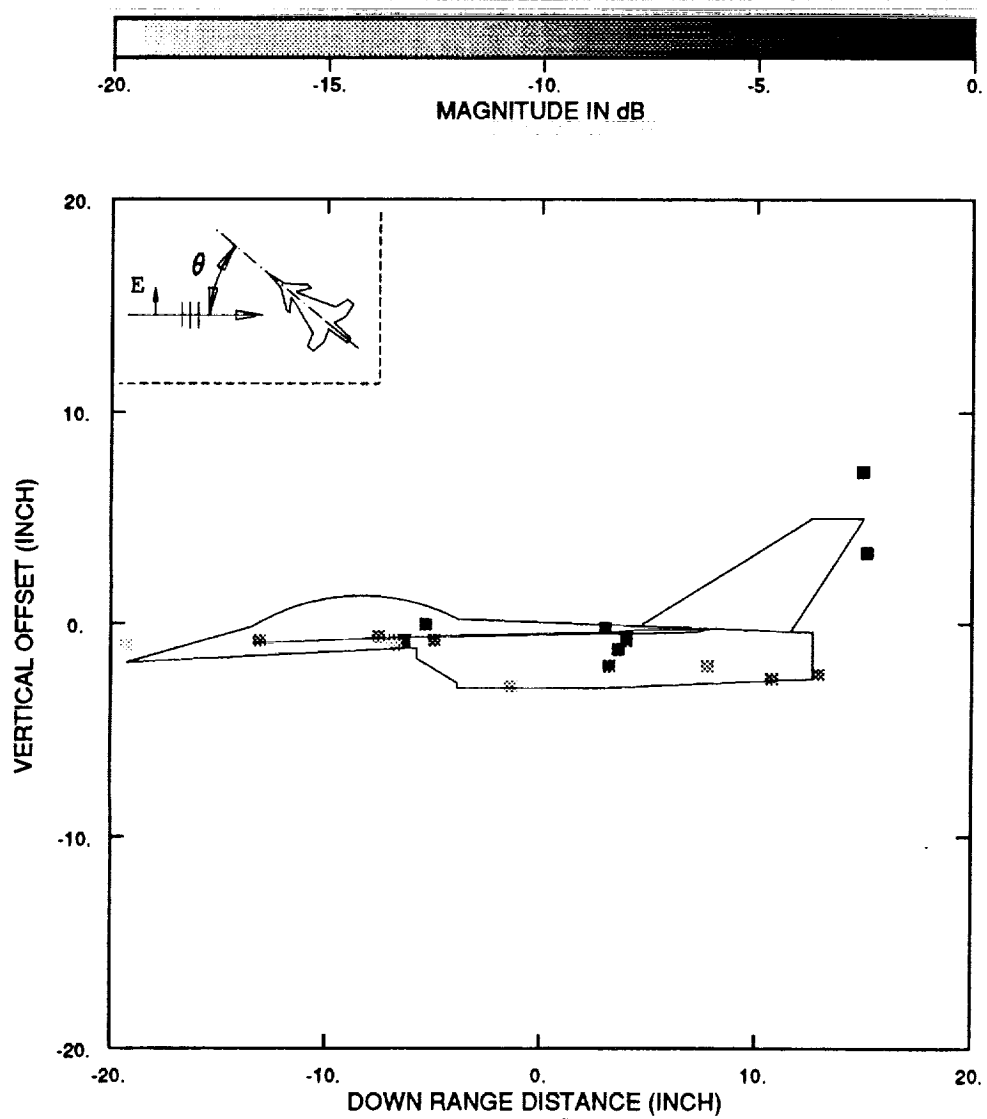 -20. -15. -10. -5. 0.
MAGNITUDE IN dB
20.
θ
E
10.
VERTICAL OFFSET (INCH)
0.
-10.
-20.
-20. -10. 0. 10. 20.
DOWN RANGE DISTANCE (INCH)